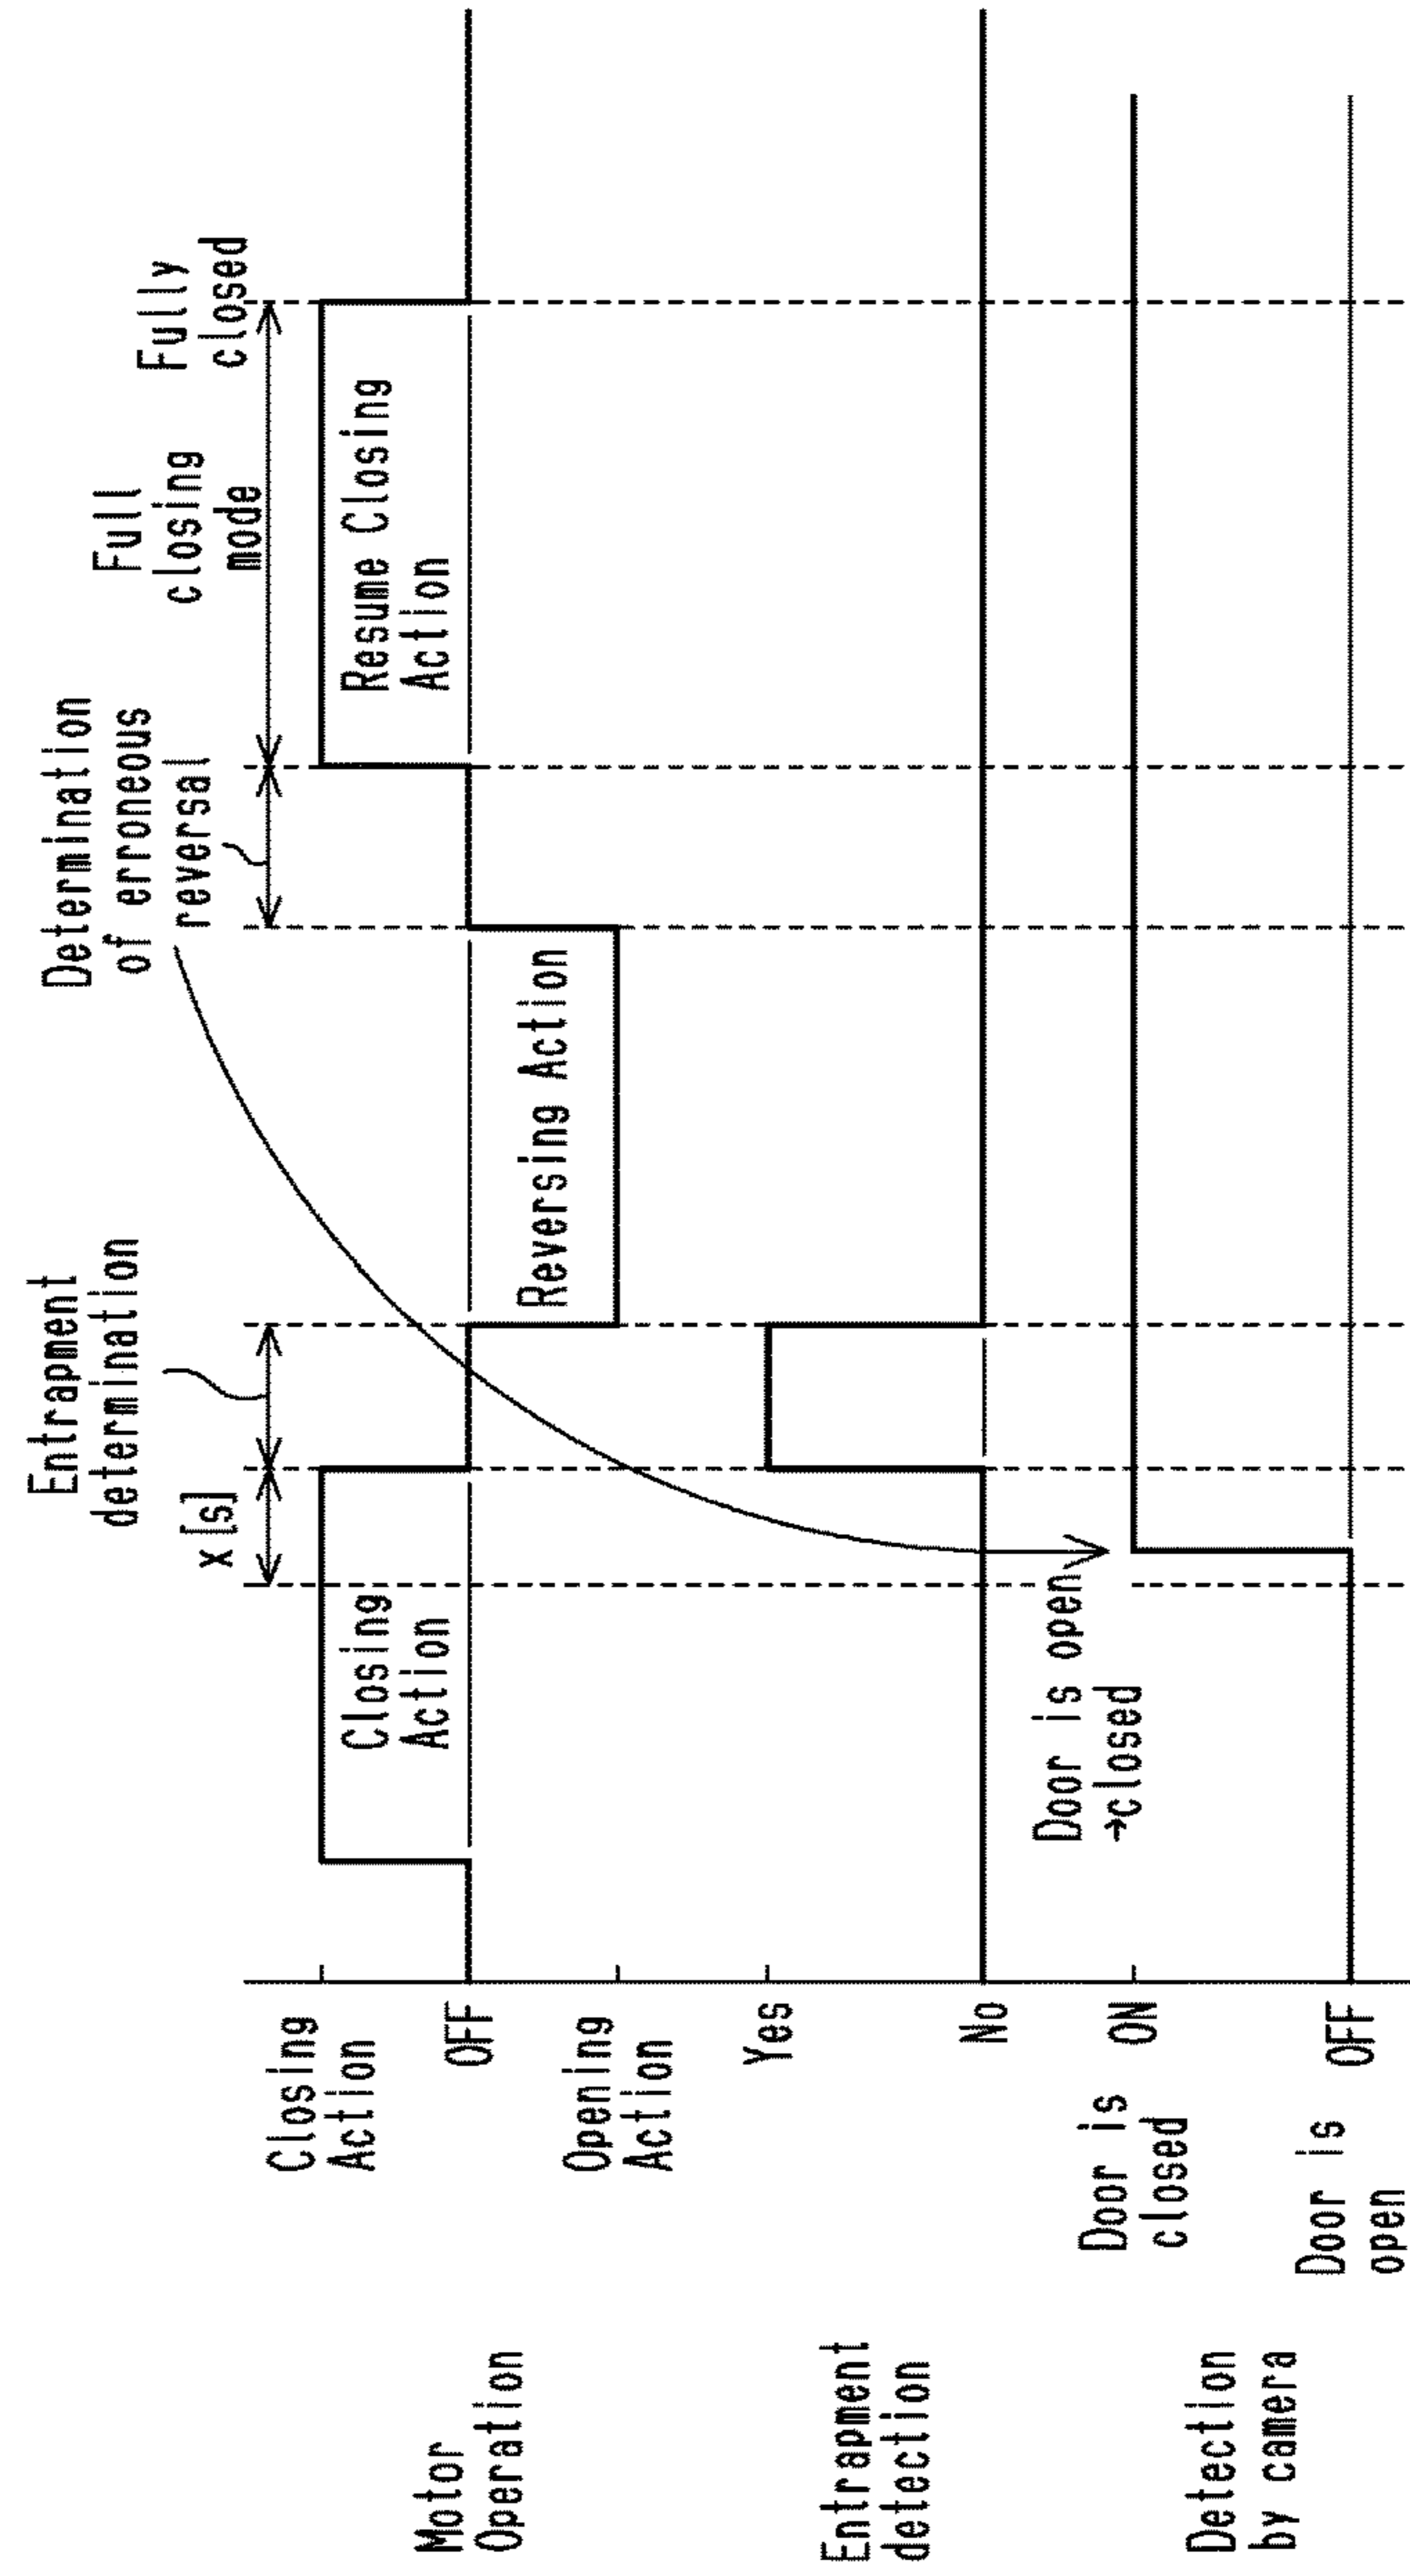 Entrapment
determination
x[s]
Determination
of erroneous
reversal
Full
closing
mode
Fully
closed
Motor
Operation
Closing
Action
OFF
Opening
Action
Closing
Action
Reversing Action
Resume Closing
Action
Entrapment
detection
Yes
No
Detection
by camera
Door is
closed
ON
Door is
open
OFF
Door is open
→closed